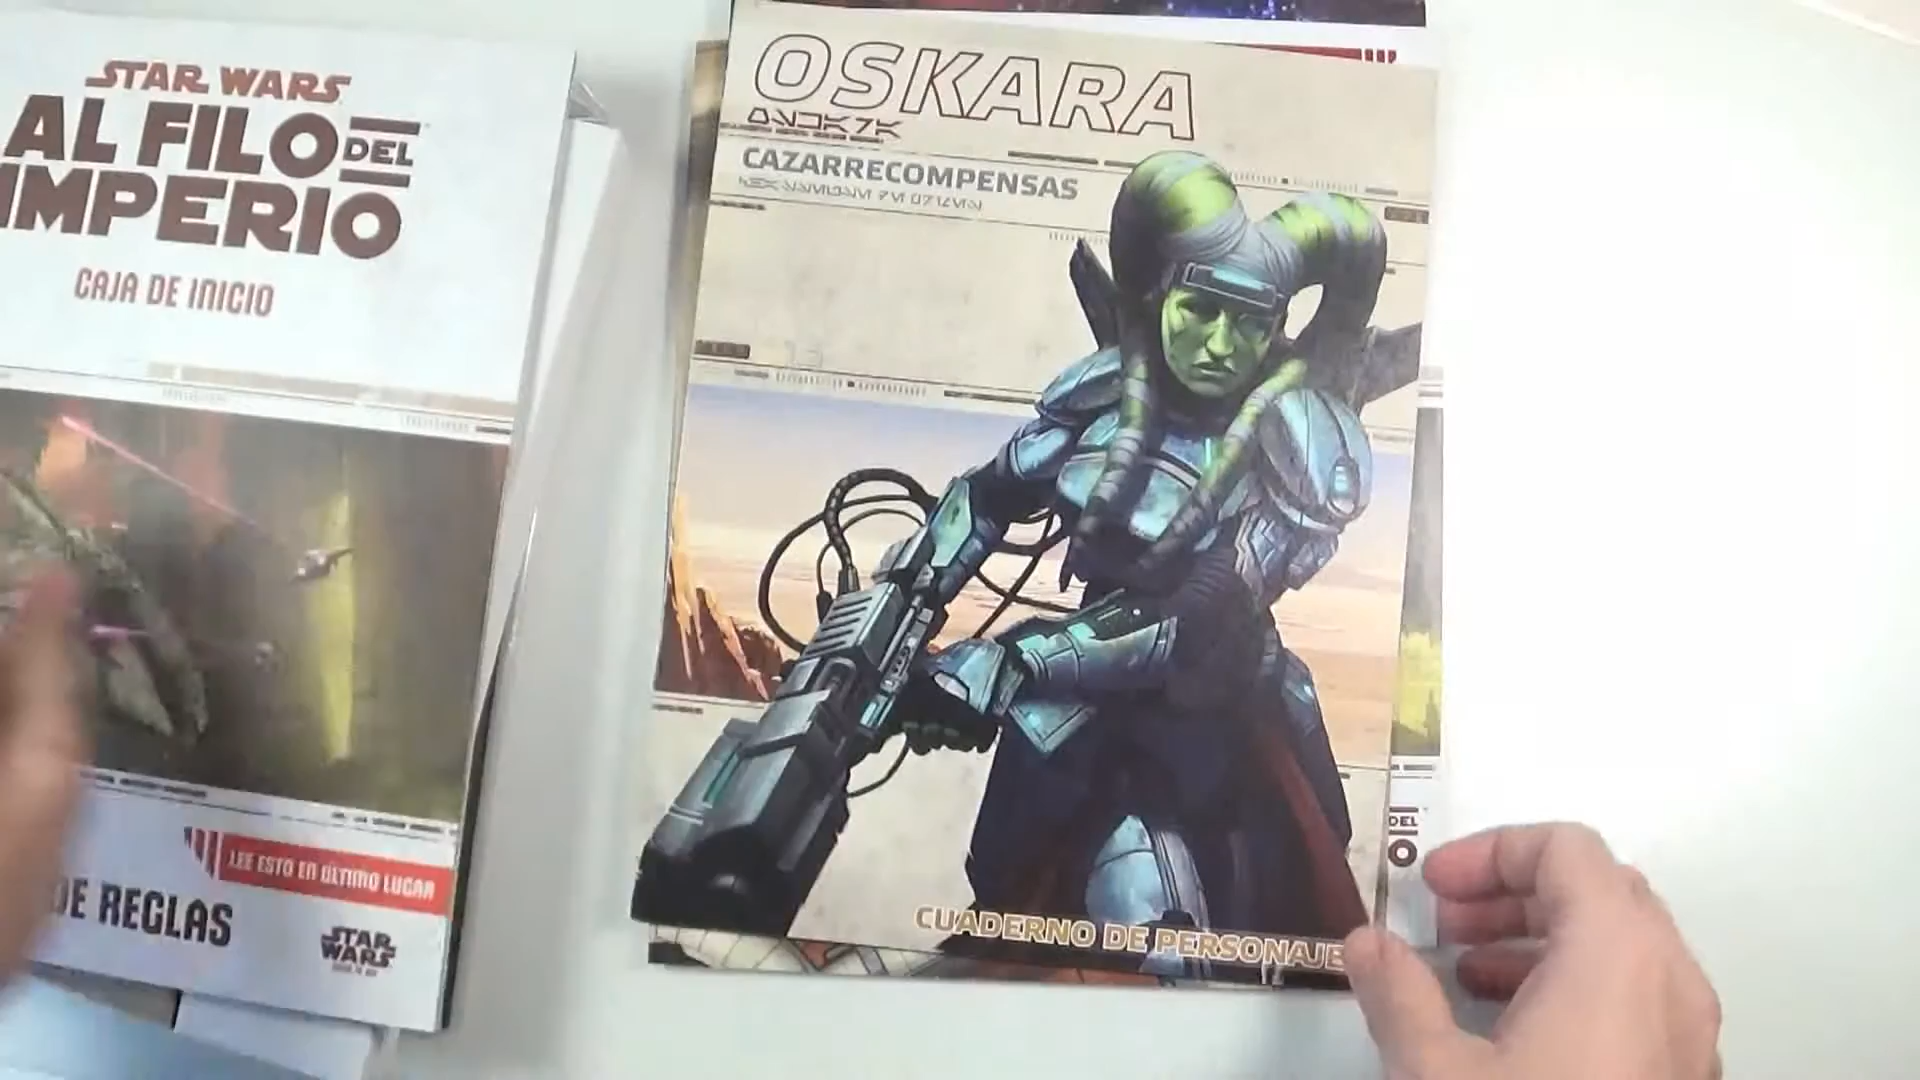 STAR WARS
AL FILO DEL
IMPERIO
CAJA DE INICIO
LEE ESTO EN ÚLTIMO LUGAR
DE REGLAS
STAR
WARS
OSKARA
CAZARRECOMPENSAS
CUADERNO DE PERSONAJE
DEL
O